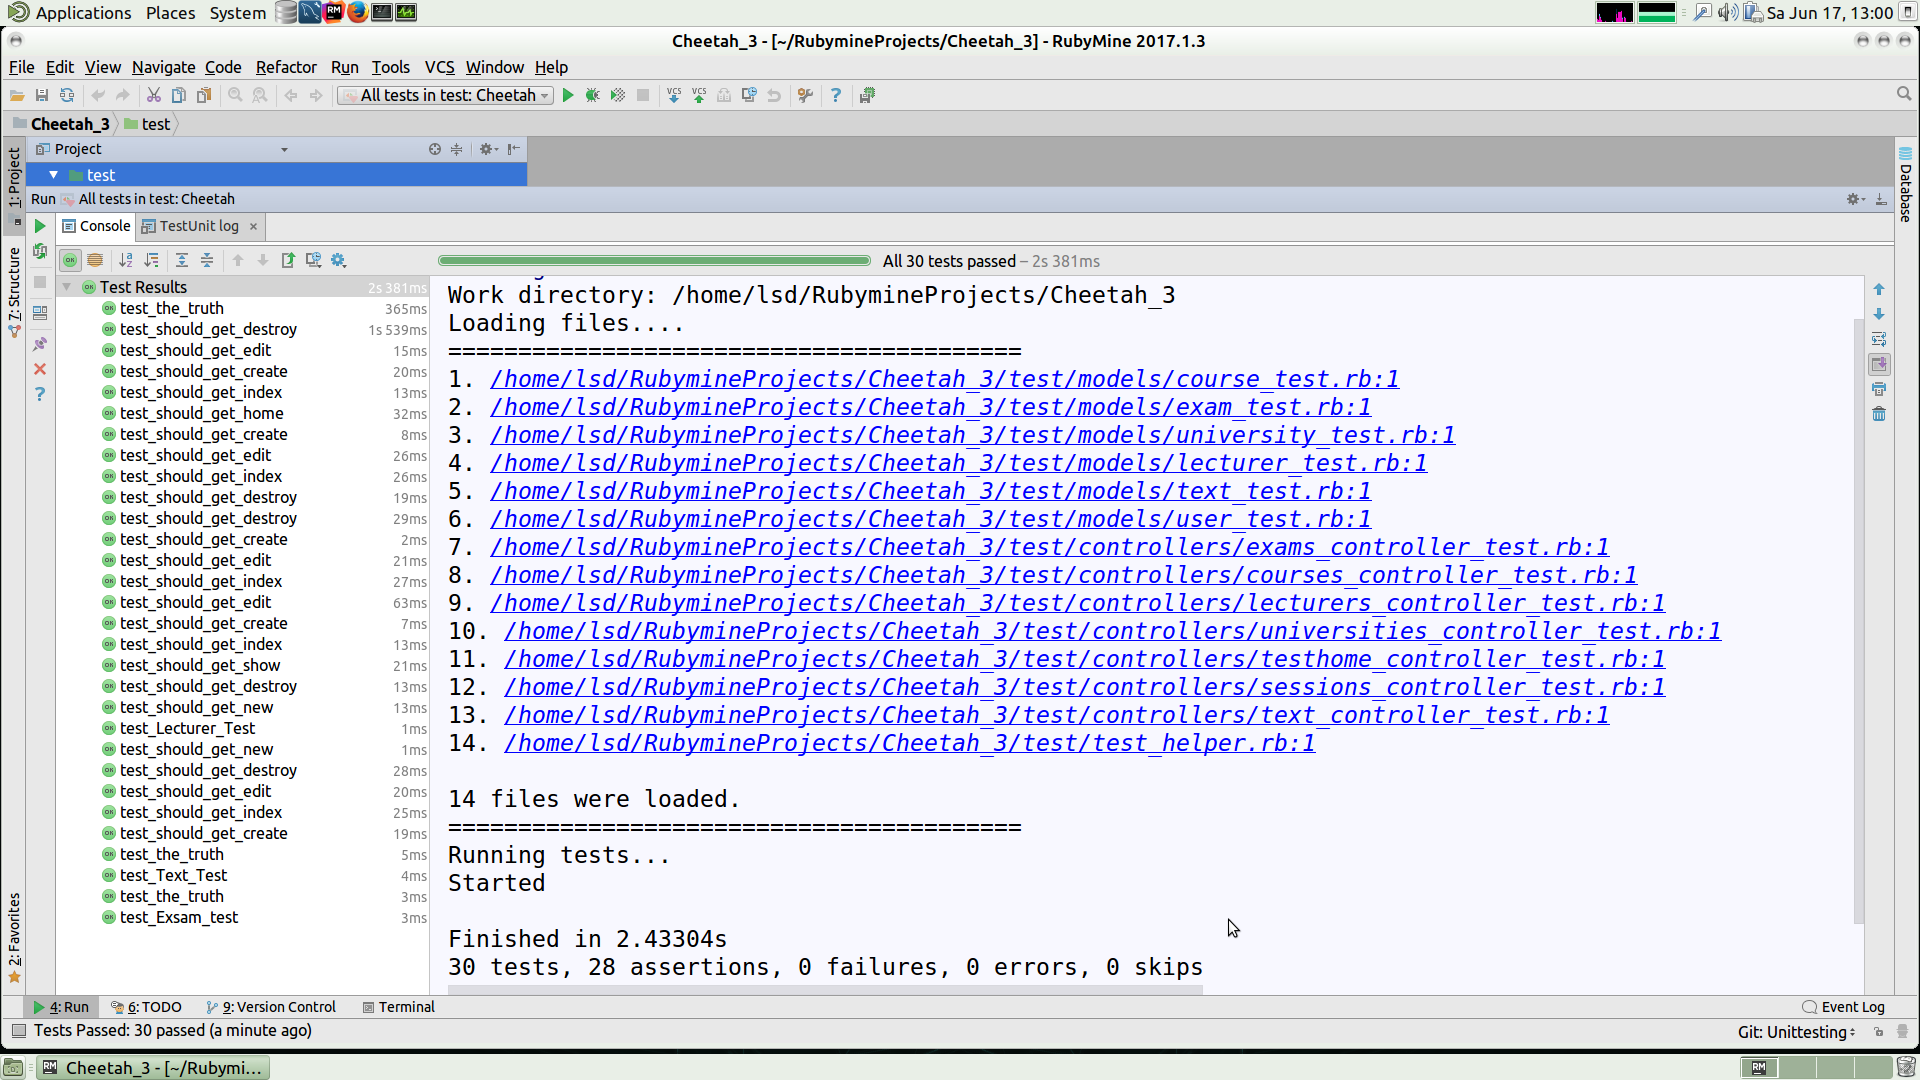 Applications Places System Sa Jun 17, 13:00
Cheetah_3 - [~/RubymineProjects/Cheetah_3] - RubyMine 2017.1.3
File Edit View Navigate Code Refactor Run Tools VCS Window Help
All tests in test: Cheetah
Cheetah_3 test
1: Project
Project
test
Database
Run All tests in test: Cheetah
Console TestUnit log
7: Structure
All 30 tests passed – 2s 381ms
Test Results 2s 381ms
test_the_truth 365ms
test_should_get_destroy 1s 539ms
test_should_get_edit 15ms
test_should_get_create 20ms
test_should_get_index 13ms
test_should_get_home 32ms
test_should_get_create 8ms
test_should_get_edit 26ms
test_should_get_index 26ms
test_should_get_destroy 19ms
test_should_get_destroy 29ms
test_should_get_create 2ms
test_should_get_edit 21ms
test_should_get_index 27ms
test_should_get_edit 63ms
test_should_get_create 7ms
test_should_get_index 13ms
test_should_get_show 21ms
test_should_get_destroy 13ms
test_should_get_new 13ms
test_Lecturer_Test 1ms
test_should_get_new 1ms
test_should_get_destroy 28ms
test_should_get_edit 20ms
test_should_get_index 25ms
test_should_get_create 19ms
test_the_truth 5ms
test_Text_Test 4ms
test_the_truth 3ms
test_Exsam_test 3ms
Work directory: /home/lsd/RubymineProjects/Cheetah_3
Loading files....
=========================================
1. /home/lsd/RubymineProjects/Cheetah_3/test/models/course_test.rb:1
2. /home/lsd/RubymineProjects/Cheetah_3/test/models/exam_test.rb:1
3. /home/lsd/RubymineProjects/Cheetah_3/test/models/university_test.rb:1
4. /home/lsd/RubymineProjects/Cheetah_3/test/models/lecturer_test.rb:1
5. /home/lsd/RubymineProjects/Cheetah_3/test/models/text_test.rb:1
6. /home/lsd/RubymineProjects/Cheetah_3/test/models/user_test.rb:1
7. /home/lsd/RubymineProjects/Cheetah_3/test/controllers/exams_controller_test.rb:1
8. /home/lsd/RubymineProjects/Cheetah_3/test/controllers/courses_controller_test.rb:1
9. /home/lsd/RubymineProjects/Cheetah_3/test/controllers/lecturers_controller_test.rb:1
10. /home/lsd/RubymineProjects/Cheetah_3/test/controllers/universities_controller_test.rb:1
11. /home/lsd/RubymineProjects/Cheetah_3/test/controllers/testhome_controller_test.rb:1
12. /home/lsd/RubymineProjects/Cheetah_3/test/controllers/sessions_controller_test.rb:1
13. /home/lsd/RubymineProjects/Cheetah_3/test/controllers/text_controller_test.rb:1
14. /home/lsd/RubymineProjects/Cheetah_3/test/test_helper.rb:1
14 files were loaded.
=========================================
Running tests...
Started
Finished in 2.43304s
30 tests, 28 assertions, 0 failures, 0 errors, 0 skips
2: Favorites
4: Run 6: TODO 9: Version Control Terminal Event Log
Tests Passed: 30 passed (a minute ago) Git: Unittesting
Cheetah_3 - [~/Rubymi...